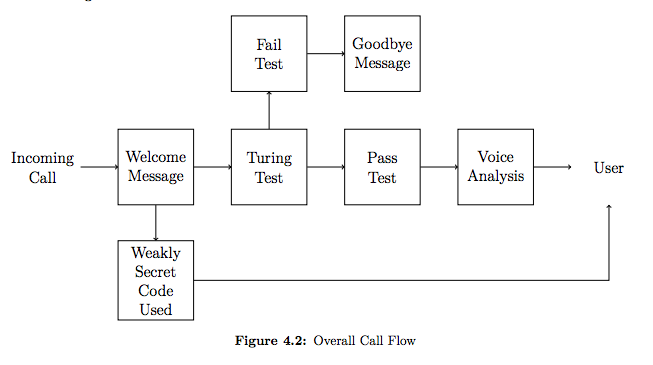 Fail
Test
Goodbye
Message
Incoming
Call
Welcome
Message
Turing
Test
Pass
Test
Voice
Analysis
User
Weakly
Secret
Code
Used
Figure 4.2: Overall Call Flow